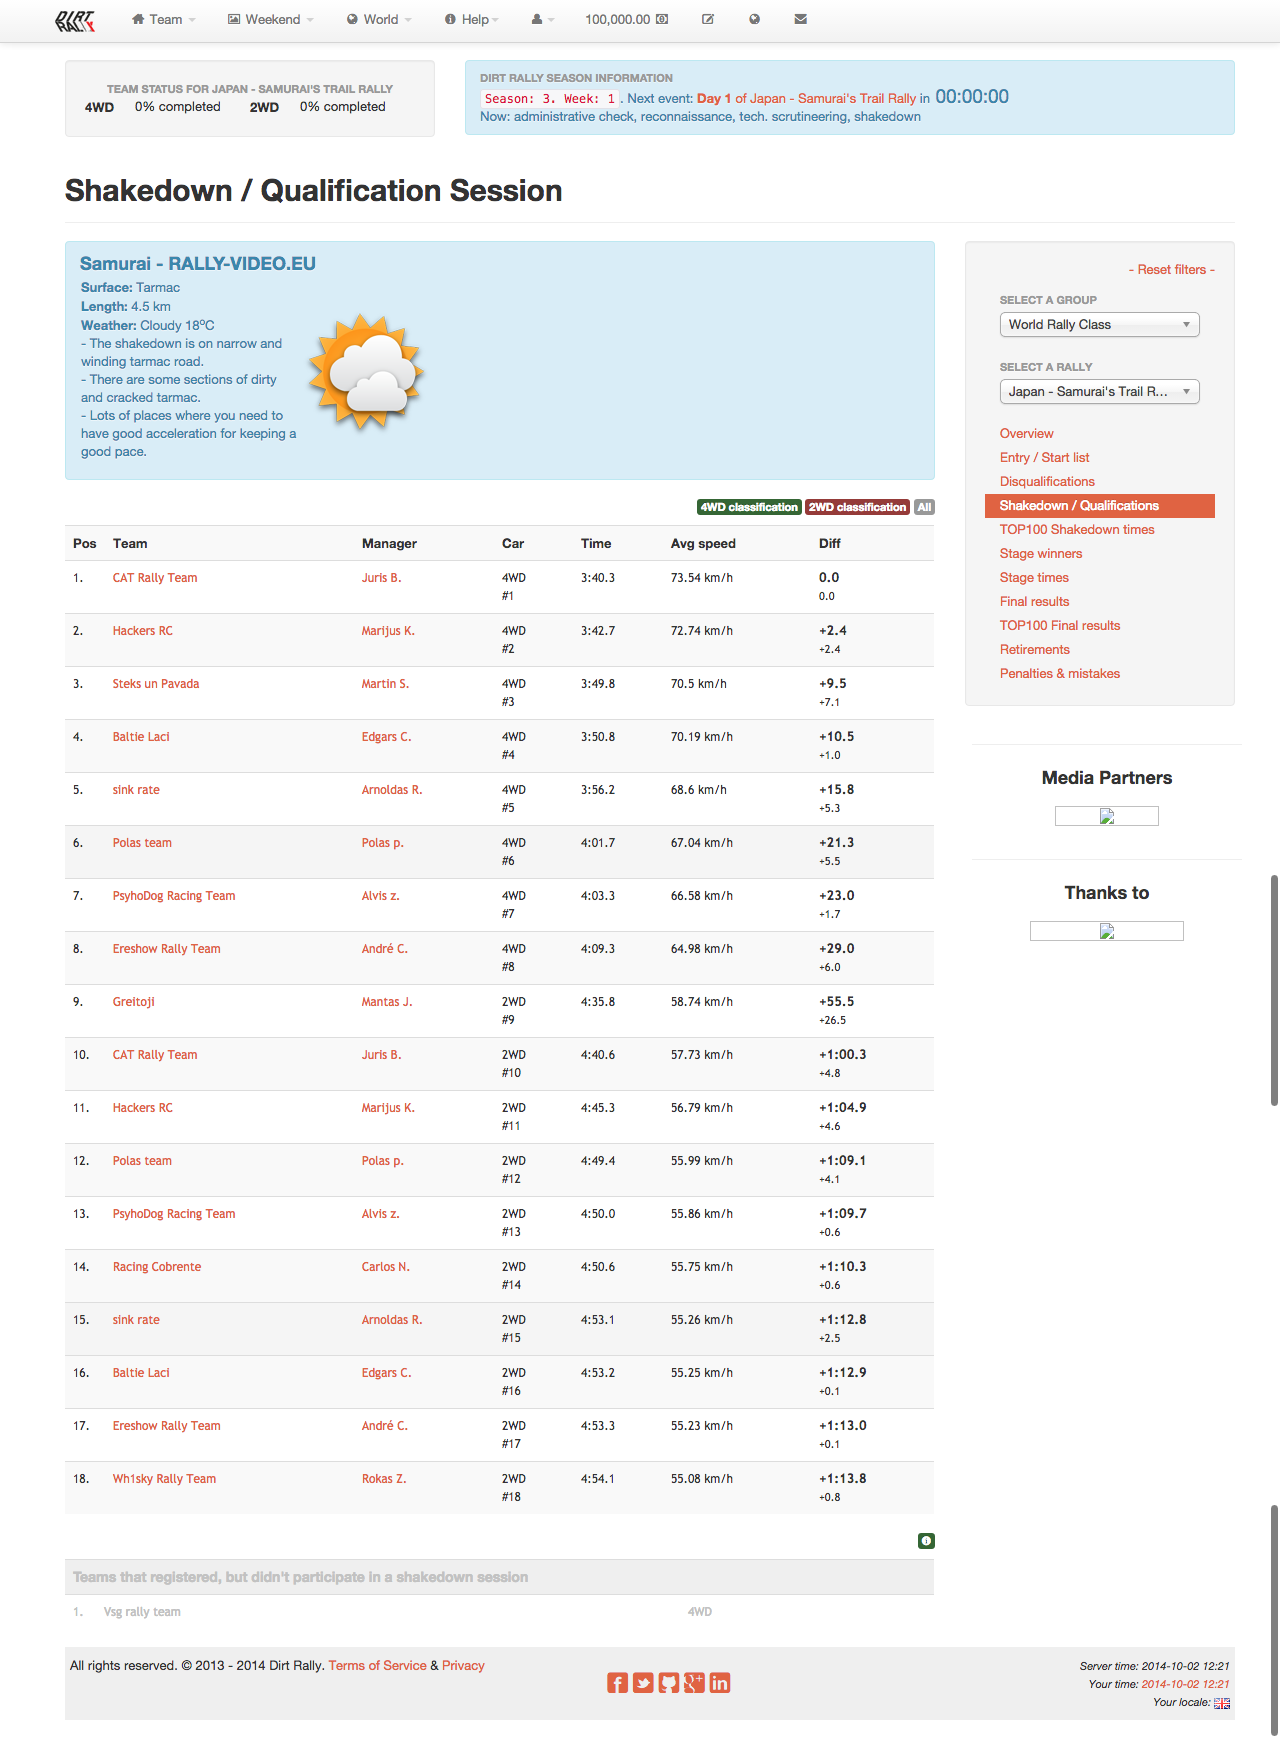 DIRT RALLY
Team
Weekend
World
Help
100,000.00
TEAM STATUS FOR JAPAN - SAMURAI'S TRAIL RALLY
4WD 0% completed 2WD 0% completed
DIRT RALLY SEASON INFORMATION
Season: 3. Week: 1. Next event: Day 1 of Japan - Samurai's Trail Rally in 00:00:00
Now: administrative check, reconnaissance, tech. scrutineering, shakedown
Shakedown / Qualification Session
Samurai - RALLY-VIDEO.EU
Surface: Tarmac
Length: 4.5 km
Weather: Cloudy 18°C
- The shakedown is on narrow and
winding tarmac road.
- There are some sections of dirty
and cracked tarmac.
- Lots of places where you need to
have good acceleration for keeping a
good pace.
- Reset filters -
SELECT A GROUP
World Rally Class
SELECT A RALLY
Japan - Samurai's Trail R...
Overview
Entry / Start list
Disqualifications
Shakedown / Qualifications
TOP100 Shakedown times
Stage winners
Stage times
Final results
TOP100 Final results
Retirements
Penalties & mistakes
Media Partners
Thanks to
4WD classification 2WD classification All
Pos Team Manager Car Time Avg speed Diff
1. CAT Rally Team Juris B. 4WD 3:40.3 73.54 km/h 0.0
#1 0.0
2. Hackers RC Marijus K. 4WD 3:42.7 72.74 km/h +2.4
#2 +2.4
3. Steks un Pavada Martin S. 4WD 3:49.8 70.5 km/h +9.5
#3 +7.1
4. Baltie Laci Edgars C. 4WD 3:50.8 70.19 km/h +10.5
#4 +1.0
5. sink rate Arnoldas R. 4WD 3:56.2 68.6 km/h +15.8
#5 +5.3
6. Polas team Polas p. 4WD 4:01.7 67.04 km/h +21.3
#6 +5.5
7. PsyhoDog Racing Team Alvis z. 4WD 4:03.3 66.58 km/h +23.0
#7 +1.7
8. Ereshow Rally Team André C. 4WD 4:09.3 64.98 km/h +29.0
#8 +6.0
9. Greitoji Mantas J. 2WD 4:35.8 58.74 km/h +55.5
#9 +26.5
10. CAT Rally Team Juris B. 2WD 4:40.6 57.73 km/h +1:00.3
#10 +4.8
11. Hackers RC Marijus K. 2WD 4:45.3 56.79 km/h +1:04.9
#11 +4.6
12. Polas team Polas p. 2WD 4:49.4 55.99 km/h +1:09.1
#12 +4.1
13. PsyhoDog Racing Team Alvis z. 2WD 4:50.0 55.86 km/h +1:09.7
#13 +0.6
14. Racing Cobrente Carlos N. 2WD 4:50.6 55.75 km/h +1:10.3
#14 +0.6
15. sink rate Arnoldas R. 2WD 4:53.1 55.26 km/h +1:12.8
#15 +2.5
16. Baltie Laci Edgars C. 2WD 4:53.2 55.25 km/h +1:12.9
#16 +0.1
17. Ereshow Rally Team André C. 2WD 4:53.3 55.23 km/h +1:13.0
#17 +0.1
18. Wh1sky Rally Team Rokas Z. 2WD 4:54.1 55.08 km/h +1:13.8
#18 +0.8
Teams that registered, but didn't participate in a shakedown session
1. Vsg rally team 4WD
All rights reserved. © 2013 - 2014 Dirt Rally. Terms of Service & Privacy
Server time: 2014-10-02 12:21
Your time: 2014-10-02 12:21
Your locale: